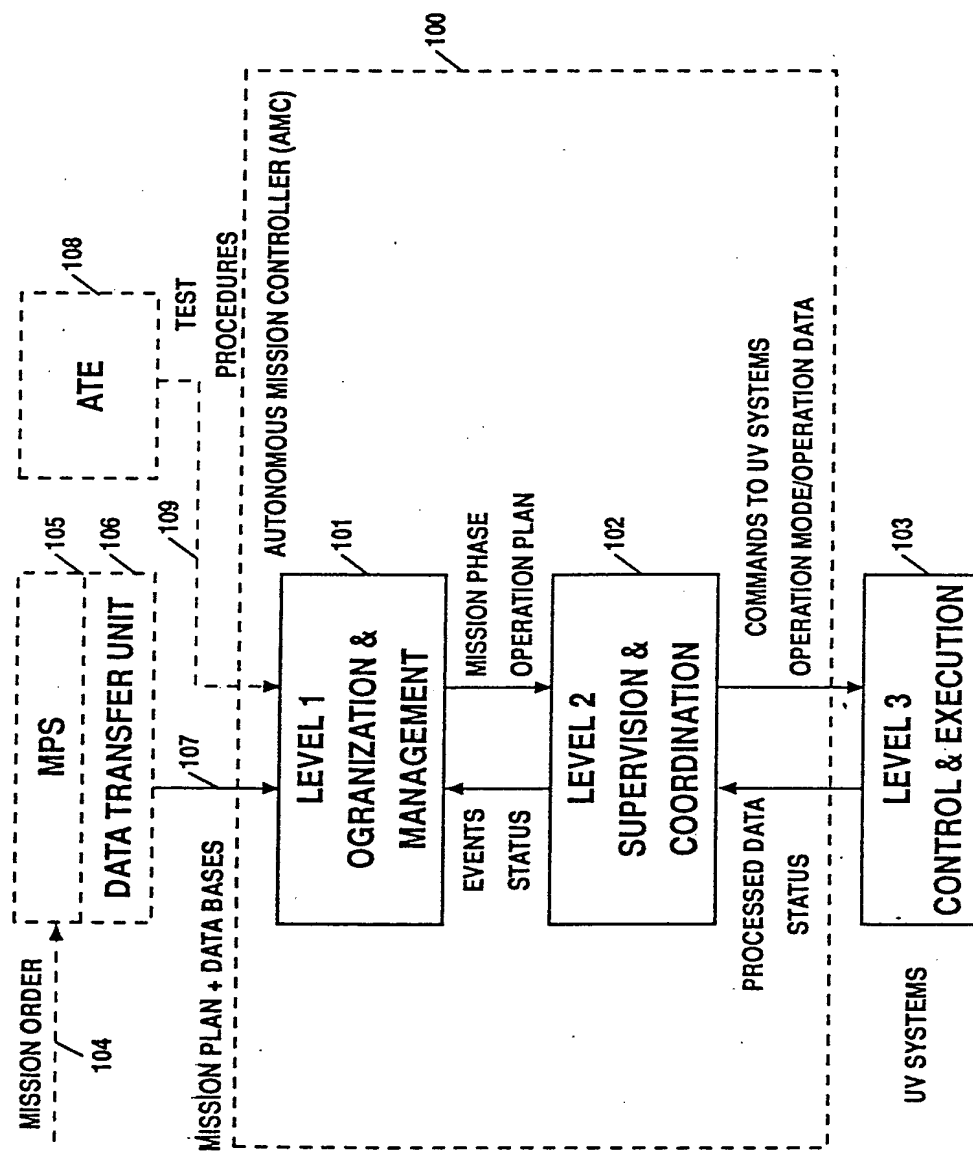 MISSION ORDER
104
MPS
105
DATA TRANSFER UNIT
106
107
ATE
108
109
TEST
PROCEDURES
MISSION PLAN + DATA BASES
AUTONOMOUS MISSION CONTROLLER (AMC)
100
LEVEL 1
OGRANIZATION &
MANAGEMENT
101
EVENTS
STATUS
MISSION PHASE
OPERATION PLAN
LEVEL 2
SUPERVISION &
COORDINATION
102
PROCESSED DATA
STATUS
COMMANDS TO UV SYSTEMS
OPERATION MODE/OPERATION DATA
UV SYSTEMS
LEVEL 3
CONTROL & EXECUTION
103